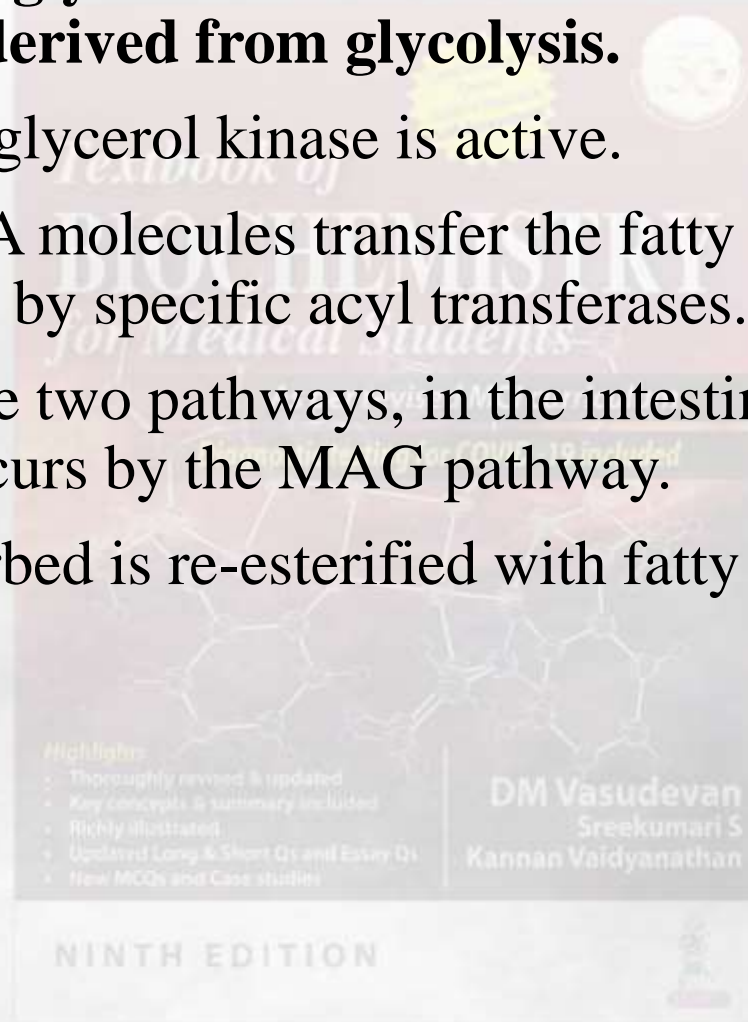 derived from glycolysis.
glycerol kinase is active.
A molecules transfer the fatty
by specific acyl transferases.
e two pathways, in the intestin
curs by the MAG pathway.
rbed is re-esterified with fatty
Textbook of
BIOCHEMISTRY
for Medical Students
COVID-19 included
Highlights
• Thoroughly revised & updated
• Key concepts & summary included
• Richly illustrated
• Updated Long & Short Qs and Essay Qs
• New MCQs and Case studies
DM Vasudevan
Sreekumari S
Kannan Vaidyanathan
NINTH EDITION